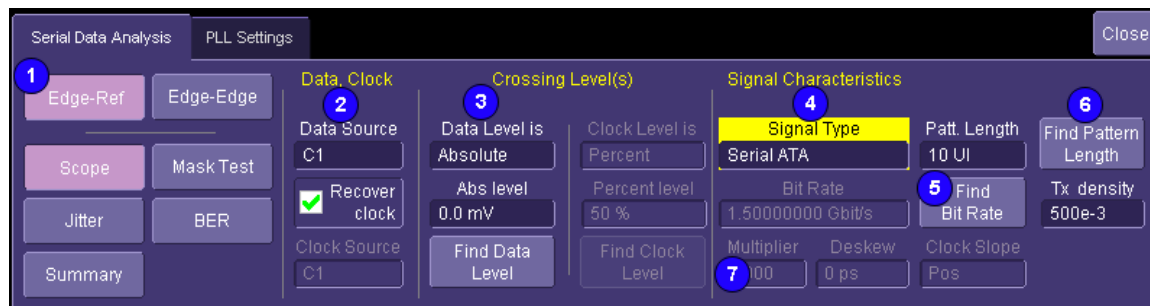 Serial Data Analysis PLL Settings Close
1 Edge-Ref Edge-Edge
Scope Mask Test
Jitter BER
Summary
Data, Clock
2
Data Source
C1
Recover clock
Clock Source
C1
Crossing Level(s)
3
Data Level is
Absolute
Abs level
0.0 mV
Find Data
Level
Clock Level is
Percent
Percent level
50 %
Find Clock
Level
Signal Characteristics
4
Signal Type
Serial ATA
Bit Rate
1.50000000 Gbit/s
Multiplier Deskew
7 0 ps
Patt. Length
10 UI
5 Find
Bit Rate
Clock Slope
Pos
6
Find Pattern
Length
Tx density
500e-3